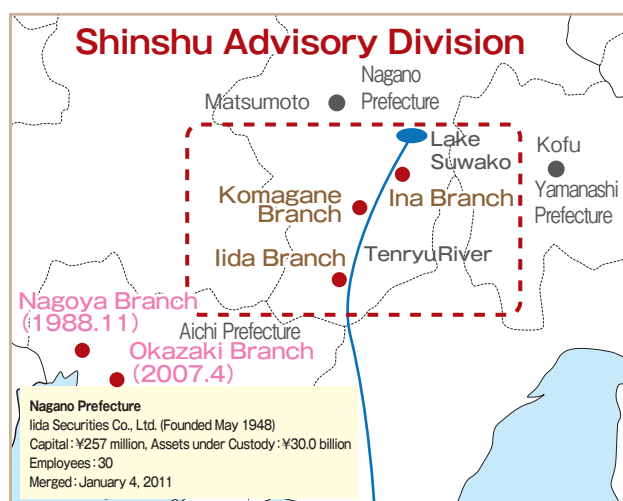 Shinshu Advisory Division
Nagano
Prefecture
Matsumoto
Lake
Suwako
Kofu
Yamanashi
Prefecture
Ina Branch
Komagane
Branch
Iida Branch
TenryuRiver
Nagoya Branch
(1988.11)
Aichi Prefecture
Okazaki Branch
(2007.4)
Nagano Prefecture
Iida Securities Co., Ltd. (Founded May 1948)
Capital : ¥257 million, Assets under Custody : ¥30.0 billion
Employees : 30
Merged : January 4, 2011